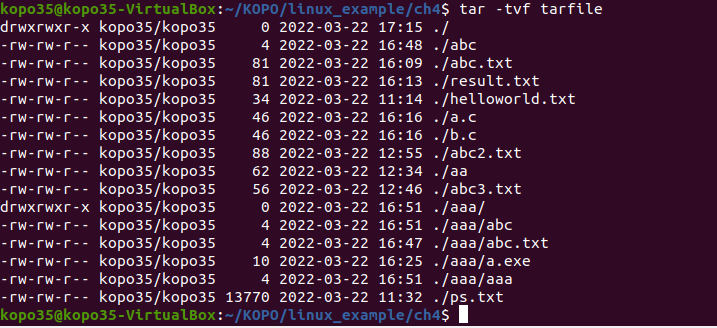 kopo35@kopo35-VirtualBox:~/KOPO/linux_example/ch4$ tar -tvf tarfile
drwxrwxr-x kopo35/kopo35     0 2022-03-22 17:15 ./
-rw-rw-r-- kopo35/kopo35     4 2022-03-22 16:48 ./abc
-rw-rw-r-- kopo35/kopo35    81 2022-03-22 16:09 ./abc.txt
-rw-rw-r-- kopo35/kopo35    81 2022-03-22 16:13 ./result.txt
-rw-rw-r-- kopo35/kopo35    34 2022-03-22 11:14 ./helloworld.txt
-rw-rw-r-- kopo35/kopo35    46 2022-03-22 16:16 ./a.c
-rw-rw-r-- kopo35/kopo35    46 2022-03-22 16:16 ./b.c
-rw-rw-r-- kopo35/kopo35    88 2022-03-22 12:55 ./abc2.txt
-rw-rw-r-- kopo35/kopo35    62 2022-03-22 12:34 ./aa
-rw-rw-r-- kopo35/kopo35    56 2022-03-22 12:46 ./abc3.txt
drwxrwxr-x kopo35/kopo35     0 2022-03-22 16:51 ./aaa/
-rw-rw-r-- kopo35/kopo35     4 2022-03-22 16:51 ./aaa/abc
-rw-rw-r-- kopo35/kopo35     4 2022-03-22 16:47 ./aaa/abc.txt
-rw-rw-r-- kopo35/kopo35    10 2022-03-22 16:25 ./aaa/a.exe
-rw-rw-r-- kopo35/kopo35     4 2022-03-22 16:51 ./aaa/aaa
-rw-rw-r-- kopo35/kopo35 13770 2022-03-22 11:32 ./ps.txt
kopo35@kopo35-VirtualBox:~/KOPO/linux_example/ch4$